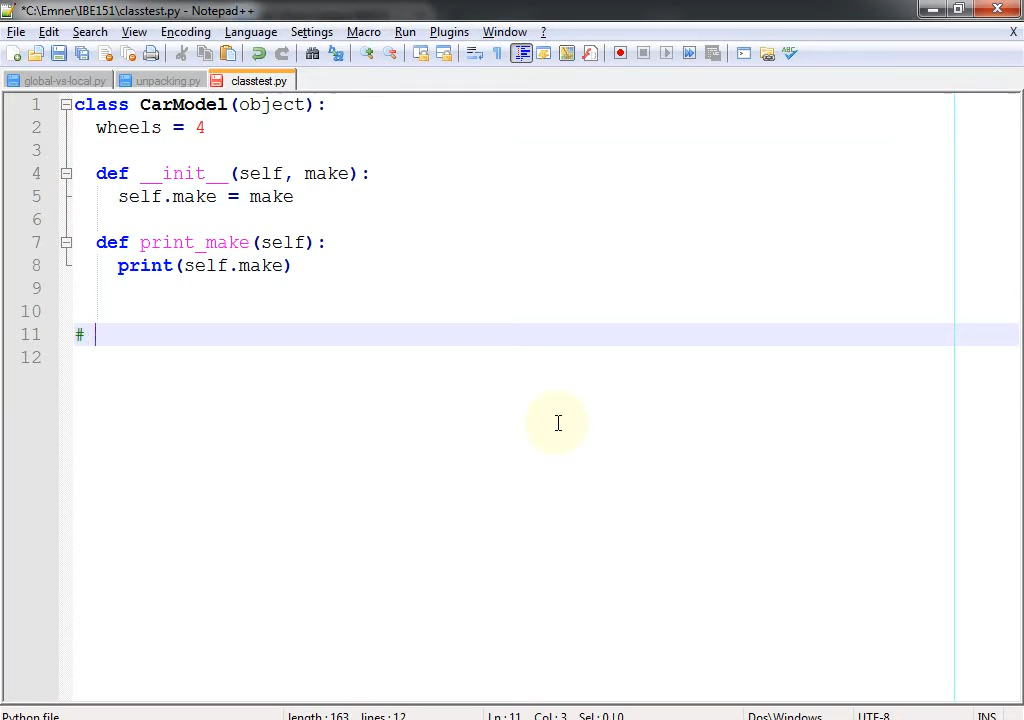 *C:\Emner\IBE151\classtest.py - Notepad++
File Edit Search View Encoding Language Settings Macro Run Plugins Window ? X
global-vs-local.py unpacking.py classtest.py
1 class CarModel(object):
2 wheels = 4
3
4 def __init__(self, make):
5 self.make = make
6
7 def print_make(self):
8 print(self.make)
9
10
11 #
12
Python file length : 163 lines : 12 Ln : 11 Col : 3 Sel : 0 | 0 Dos\Windows UTF-8 INS